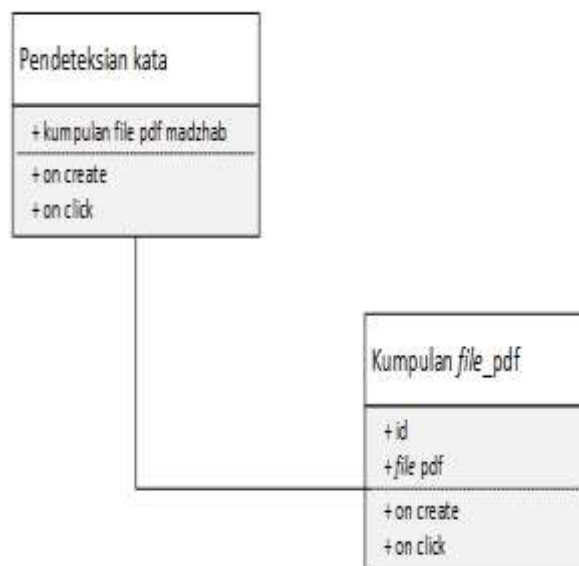 Pendeteksian kata
+ kumpulan file pdf madzhab
+ on create
+ on click
Kumpulan file_pdf
+ id
+ file pdf
+ on create
+ on click